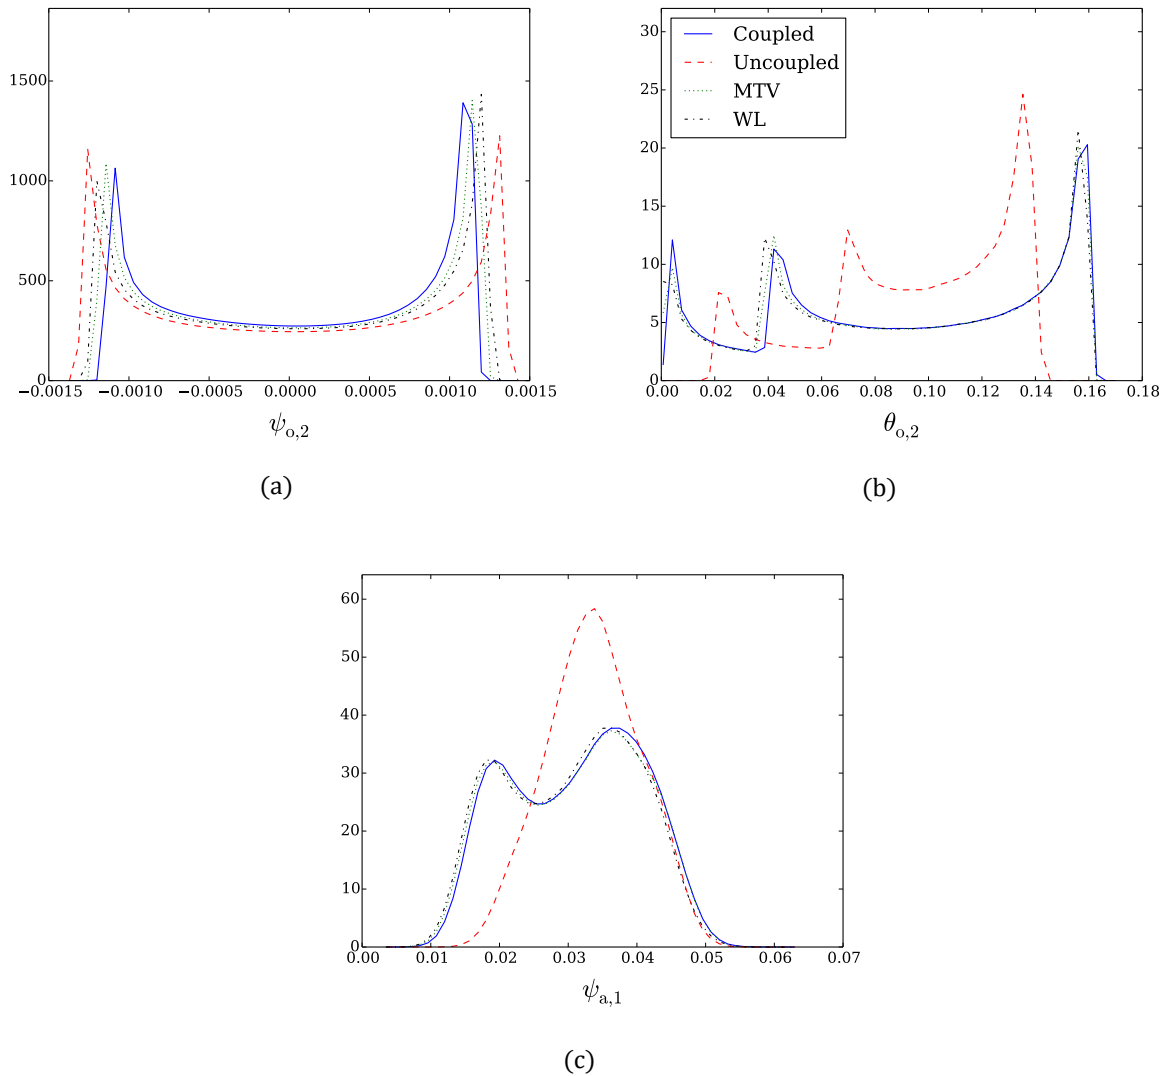 1500
1000
500
0
−0.0015 −0.0010 −0.0005 0.0000 0.0005 0.0010 0.0015
ψo,2
(a)
30
25
20
15
10
5
0
0.00 0.02 0.04 0.06 0.08 0.10 0.12 0.14 0.16 0.18
Coupled
Uncoupled
MTV
WL
θo,2
(b)
60
50
40
30
20
10
0
0.00 0.01 0.02 0.03 0.04 0.05 0.06 0.07
ψa,1
(c)